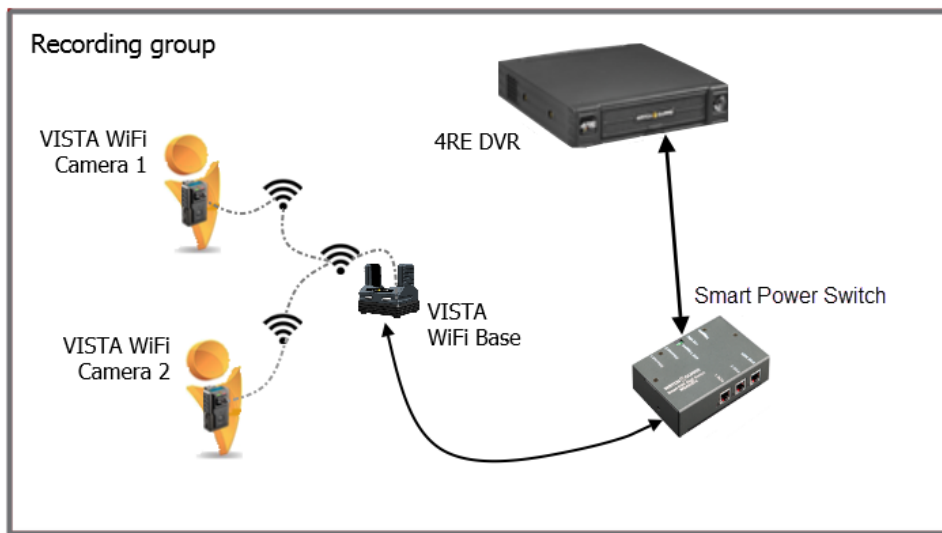 Recording group
VISTA WiFi
Camera 1
4RE DVR
Smart Power Switch
VISTA
WiFi Base
VISTA WiFi
Camera 2